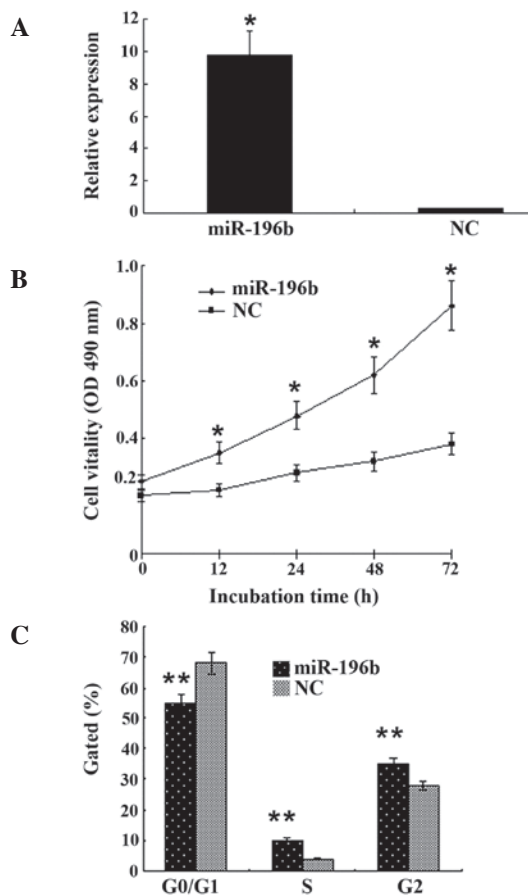 A
Relative expression
12
10
8
6
4
2
0
*
miR-196b
NC
B
Cell vitality (OD 490 nm)
1.0
0.8
0.6
0.4
0.2
0
miR-196b
NC
*
*
*
*
0
12
24
48
72
Incubation time (h)
C
Gated (%)
80
70
60
50
40
30
20
10
0
miR-196b
NC
**
**
**
G0/G1
S
G2